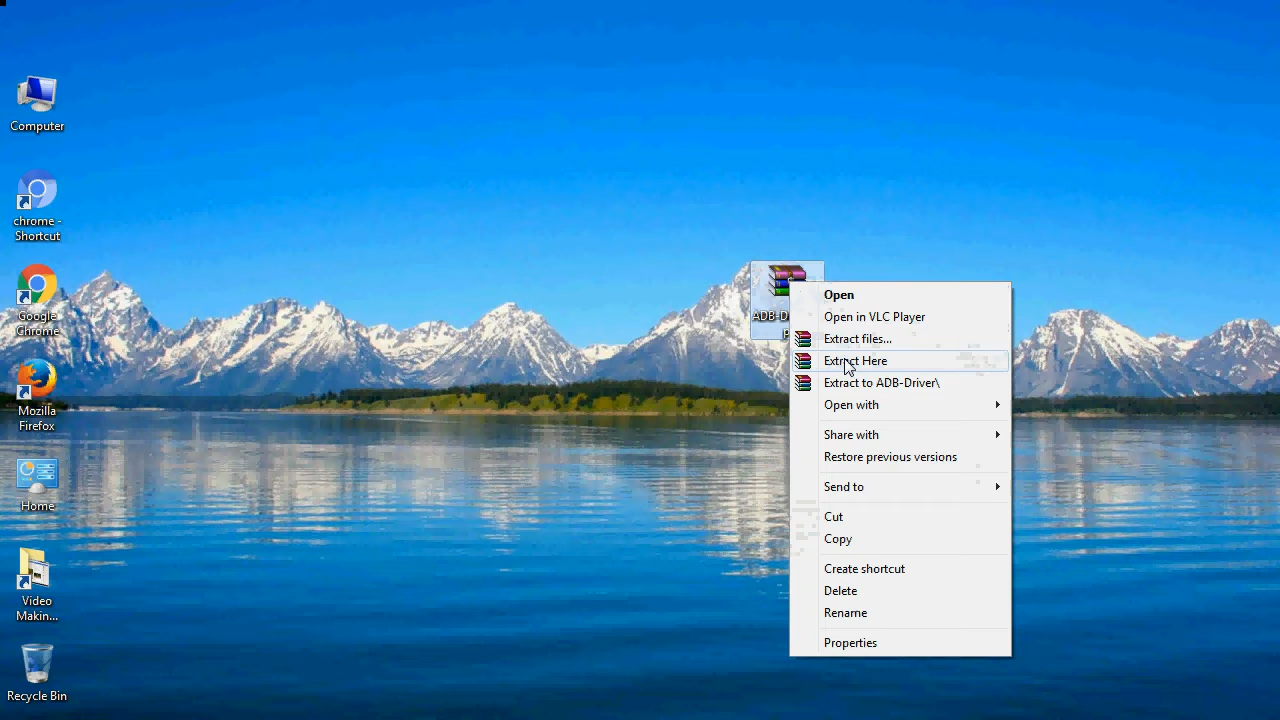 Computer
chrome -
Shortcut
Google
Chrome
Mozilla
Firefox
Home
Video
Makin...
Recycle Bin
Open
Open in VLC Player
Extract files...
Extract Here
Extract to ADB-Driver\
Open with
Share with
Restore previous versions
Send to
Cut
Copy
Create shortcut
Delete
Rename
Properties